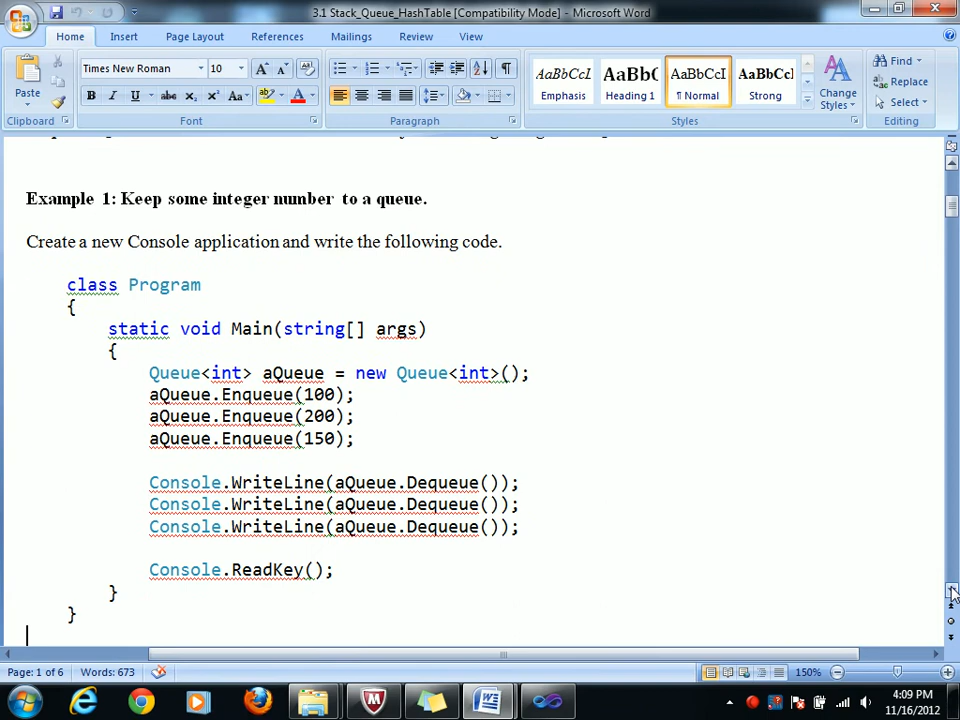 3.1 Stack_Queue_HashTable [Compatibility Mode] - Microsoft Word
Home Insert Page Layout References Mailings Review View
Paste
Times New Roman 10
AaBbCcI AaBb( AaBbCcI AaBbCc
Emphasis Heading 1 ¶ Normal Strong
Change Styles
Find
Replace
Select
Clipboard Font Paragraph Styles Editing
Example 1: Keep some integer number to a queue.
Create a new Console application and write the following code.
class Program
{
static void Main(string[] args)
{
Queue<int> aQueue = new Queue<int>();
aQueue.Enqueue(100);
aQueue.Enqueue(200);
aQueue.Enqueue(150);
Console.WriteLine(aQueue.Dequeue());
Console.WriteLine(aQueue.Dequeue());
Console.WriteLine(aQueue.Dequeue());
Console.ReadKey();
}
}
Page: 1 of 6 Words: 673 150%
4:09 PM
11/16/2012